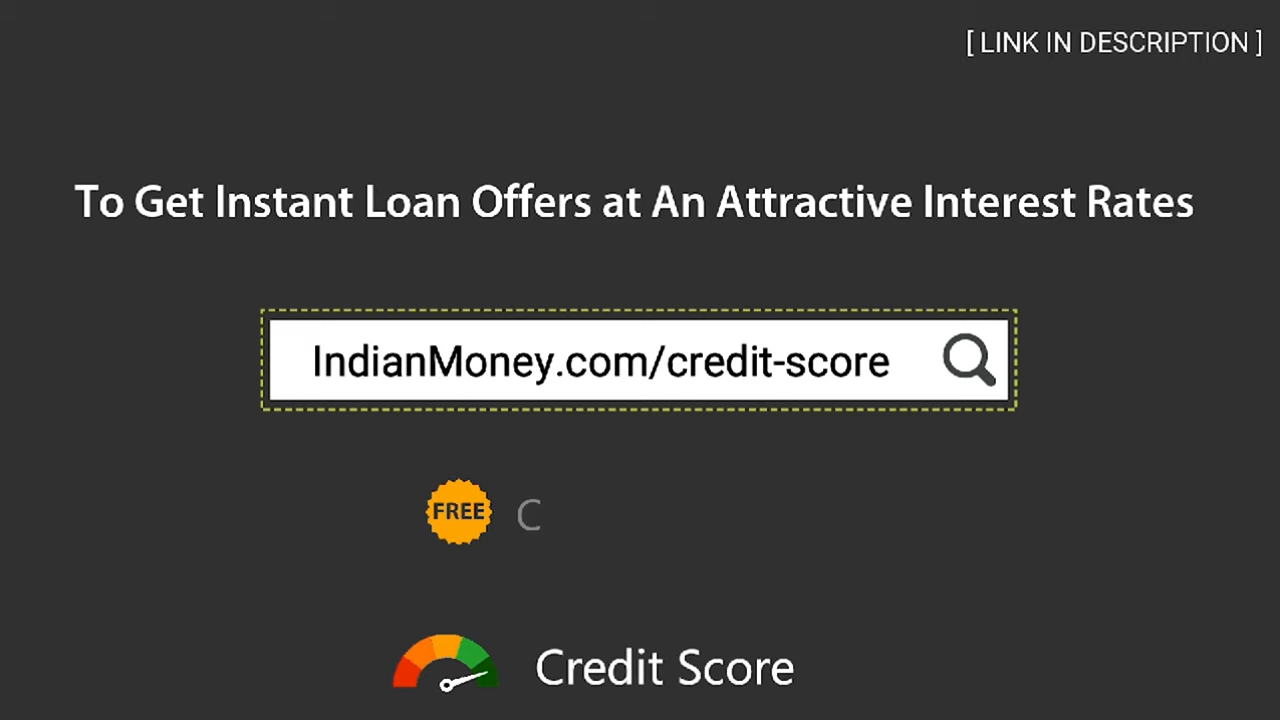 [ LINK IN DESCRIPTION ]
To Get Instant Loan Offers at An Attractive Interest Rates
IndianMoney.com/credit-score
FREE C
Credit Score